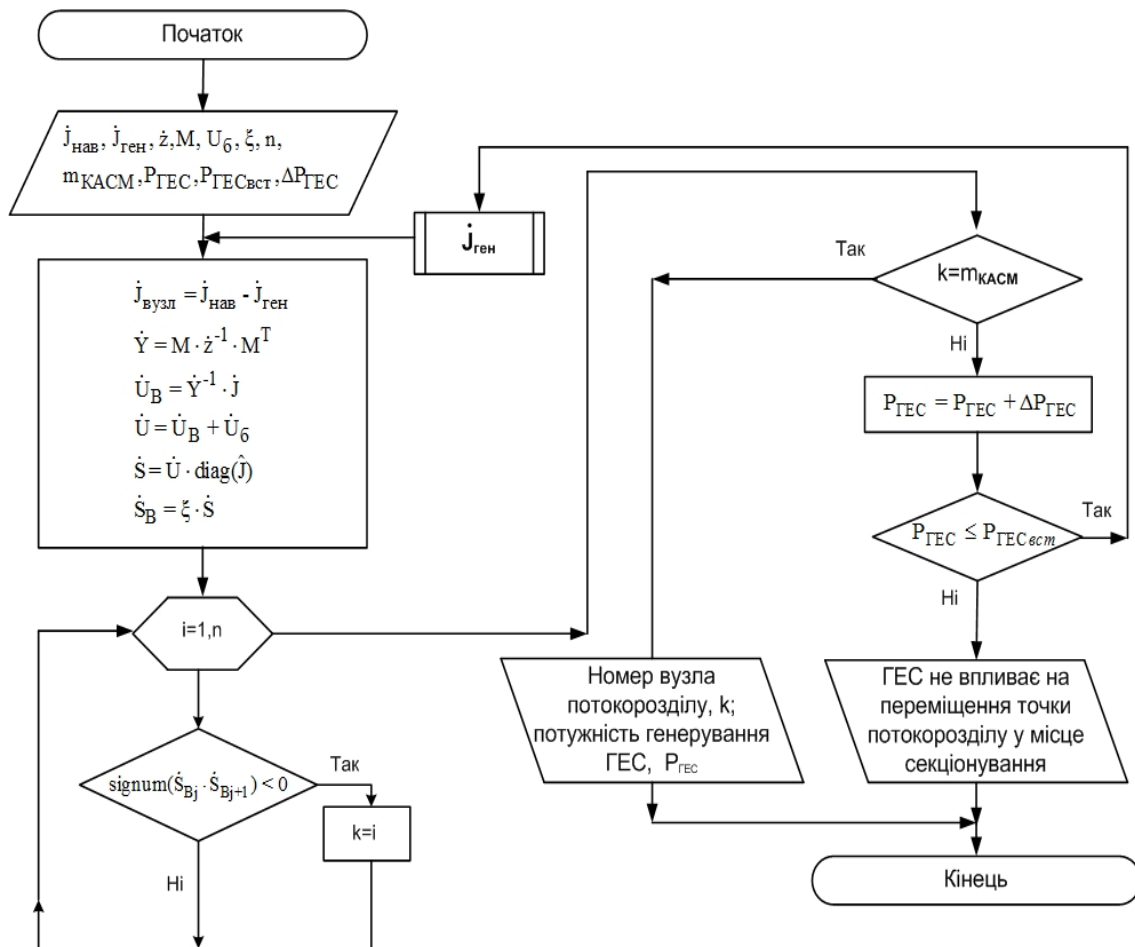 Початок
J̇нав, J̇ген, ż,M, Uб, ξ, n,
mКАСМ,PГЕС,PГЕСвст,ΔPГЕС
J̇ген
J̇вузл = J̇нав - J̇ген
Ẏ = M · ż⁻¹ · Mᵀ
U̇В = Ẏ⁻¹ · J̇
U̇ = U̇В + U̇б
Ṡ = U̇ · diag(Ĵ)
ṠВ = ξ · Ṡ
i=1,n
signum(ṠBj · ṠBj+1) < 0
Так
k=i
Ні
k=mКАСМ
Так
Ні
PГЕС = PГЕС + ΔPГЕС
PГЕС ≤ PГЕСвст
Так
Ні
Номер вузла
потокорозділу, k;
потужність генерування
ГЕС, PГЕС
ГЕС не впливає на
переміщення точки
потокорозділу у місце
секціонування
Кінець